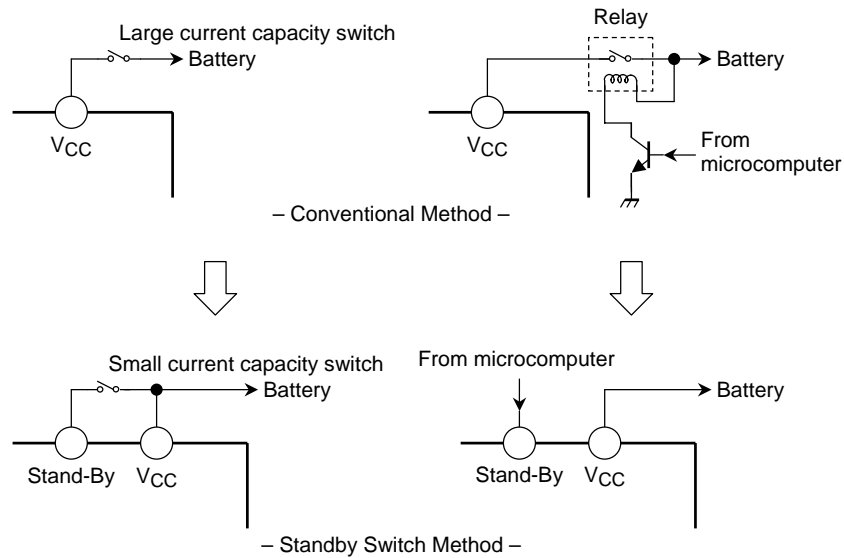 Large current capacity switch
Battery
VCC
Relay
Battery
VCC
From
microcomputer
– Conventional Method –
Small current capacity switch
Battery
Stand-By
VCC
From microcomputer
Battery
Stand-By
VCC
– Standby Switch Method –